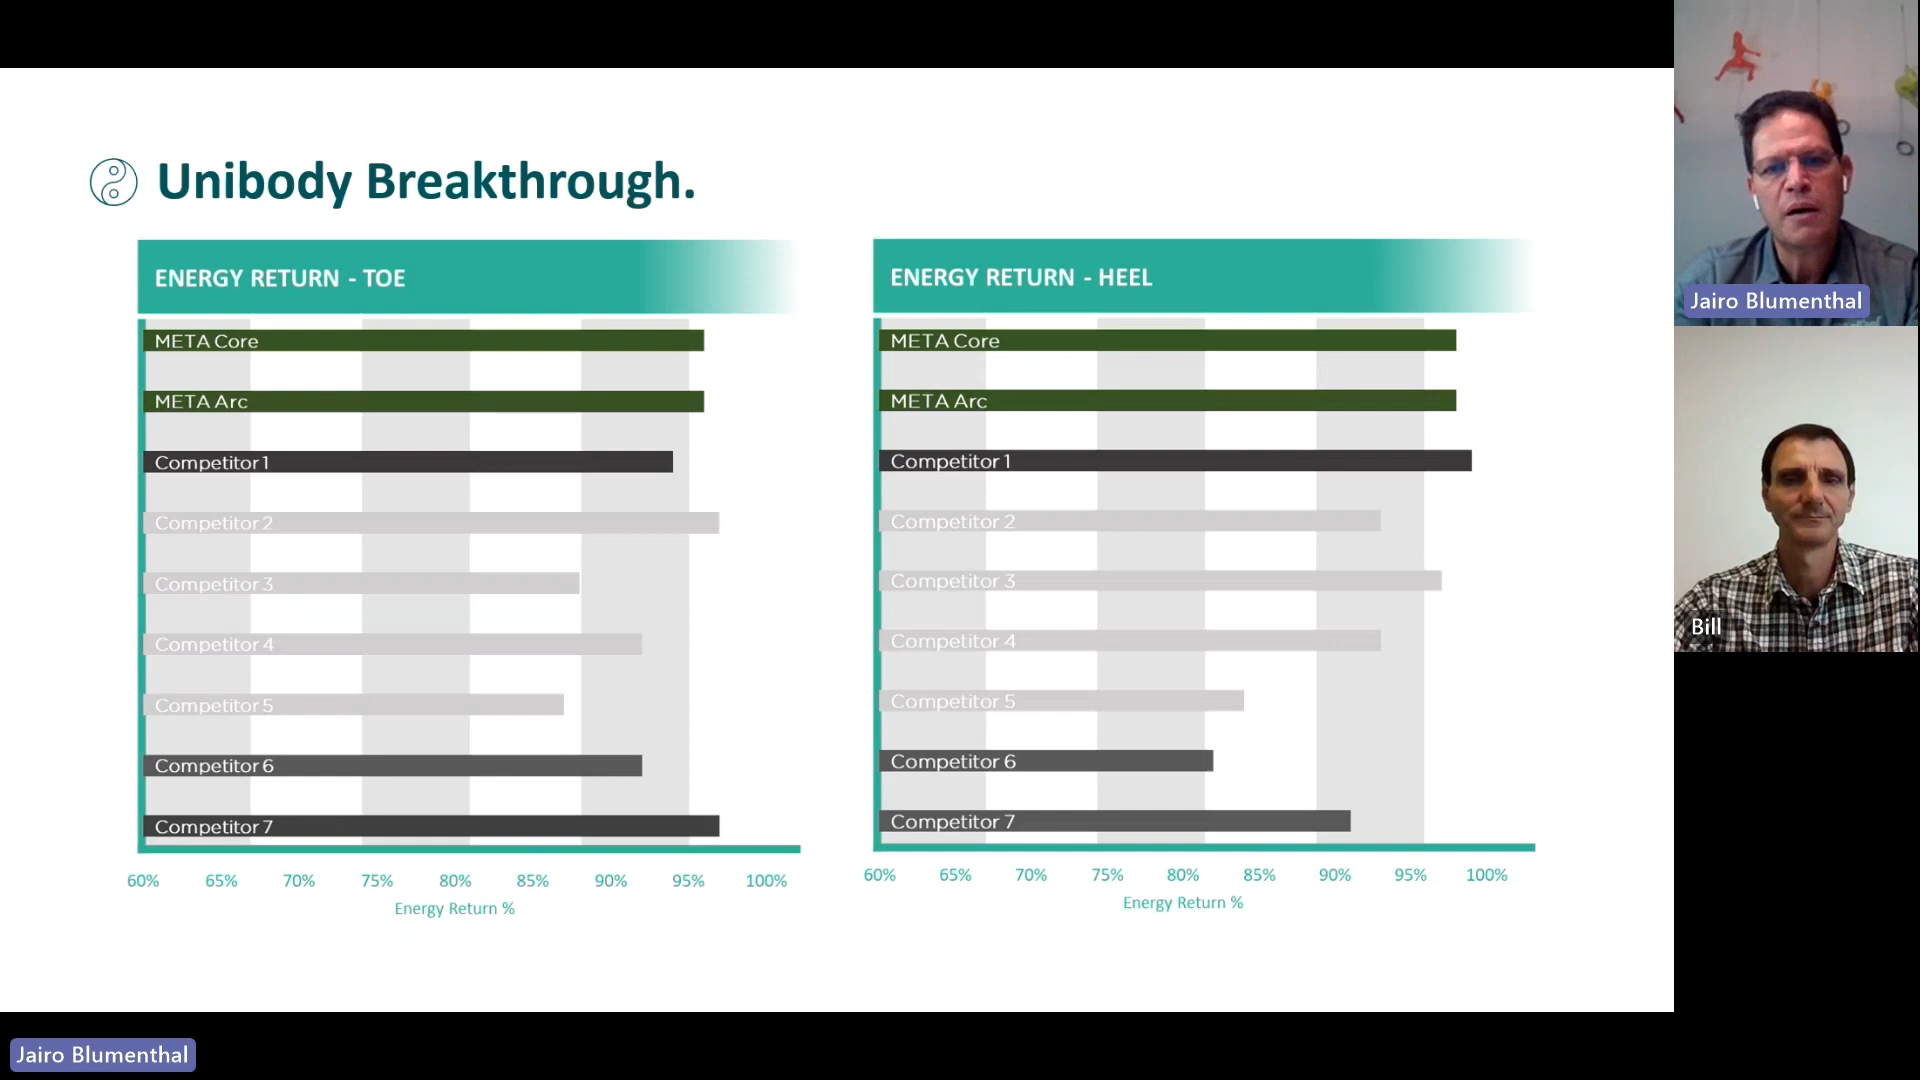 Unibody Breakthrough.
ENERGY RETURN - TOE
META Core
META Arc
Competitor 1
Competitor 2
Competitor 3
Competitor 4
Competitor 5
Competitor 6
Competitor 7
60% 65% 70% 75% 80% 85% 90% 95% 100%
Energy Return %
ENERGY RETURN - HEEL
META Core
META Arc
Competitor 1
Competitor 2
Competitor 3
Competitor 4
Competitor 5
Competitor 6
Competitor 7
60% 65% 70% 75% 80% 85% 90% 95% 100%
Energy Return %
Jairo Blumenthal
Bill
Jairo Blumenthal